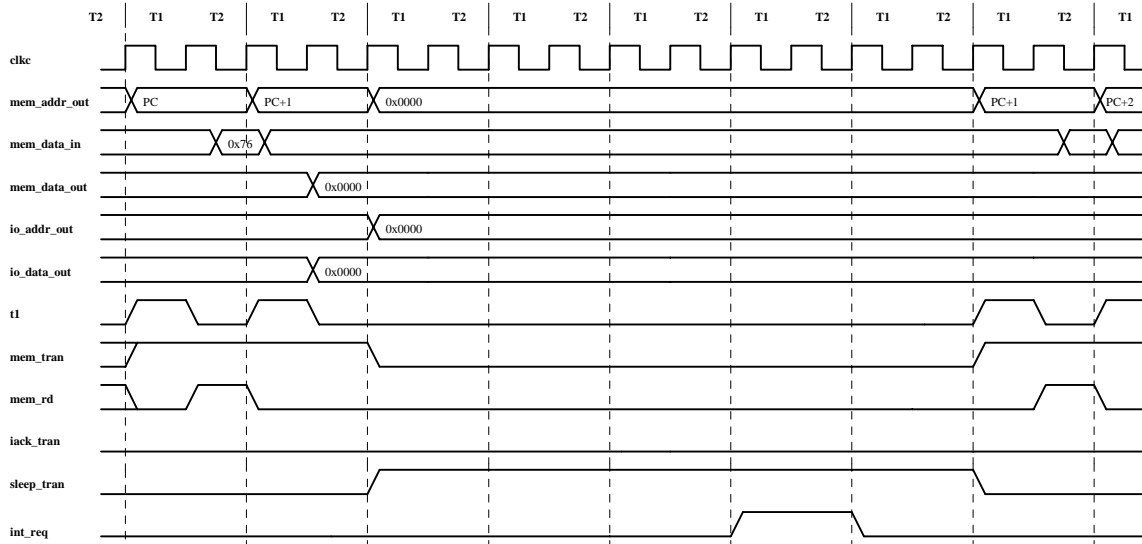 T2 T1 T2 T1 T2 T1 T2 T1 T2 T1 T2 T1 T2 T1 T2 T1 T2 T1
clkc
mem_addr_out PC PC+1 0x0000 PC+1 PC+2
mem_data_in 0x76
mem_data_out 0x0000
io_addr_out 0x0000
io_data_out 0x0000
t1
mem_tran
mem_rd
iack_tran
sleep_tran
int_req